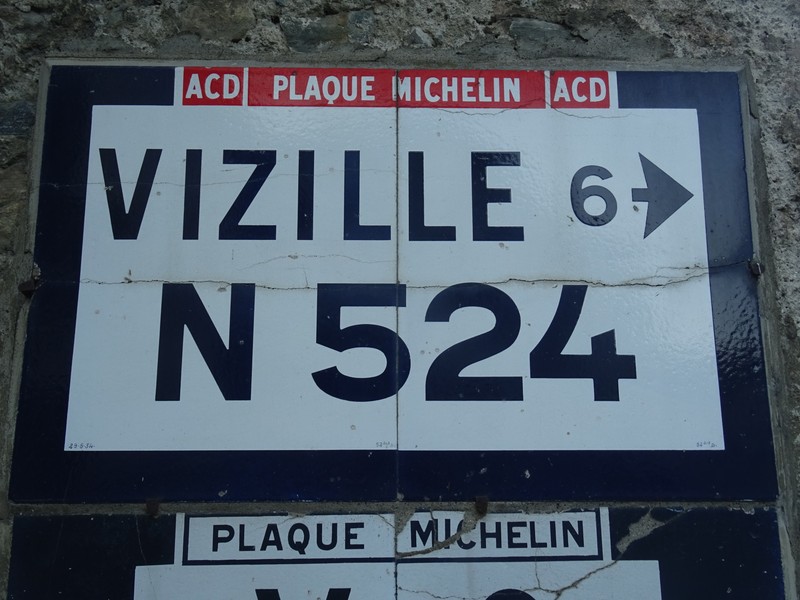 ACD PLAQUE MICHELIN ACD
VIZILLE 6
N 524
PLAQUE MICHELIN